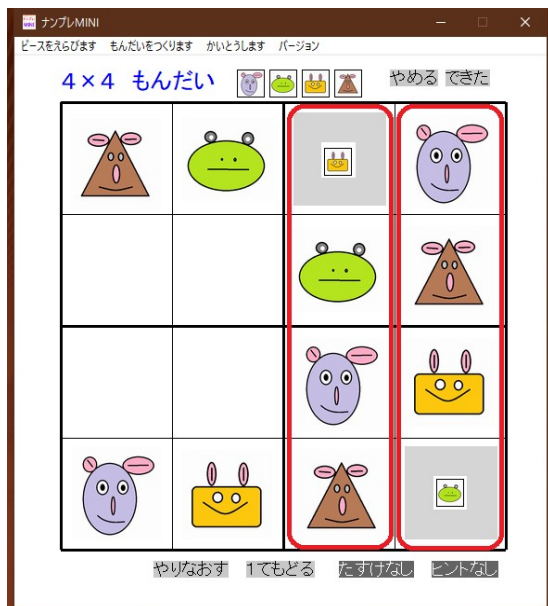 ナンプレMINI
ピースをえらびます もんだいをつくります かいとうします バージョン
4×4 もんだい やめる できた
やりなおす 1てもどる たすけなし ヒントなし